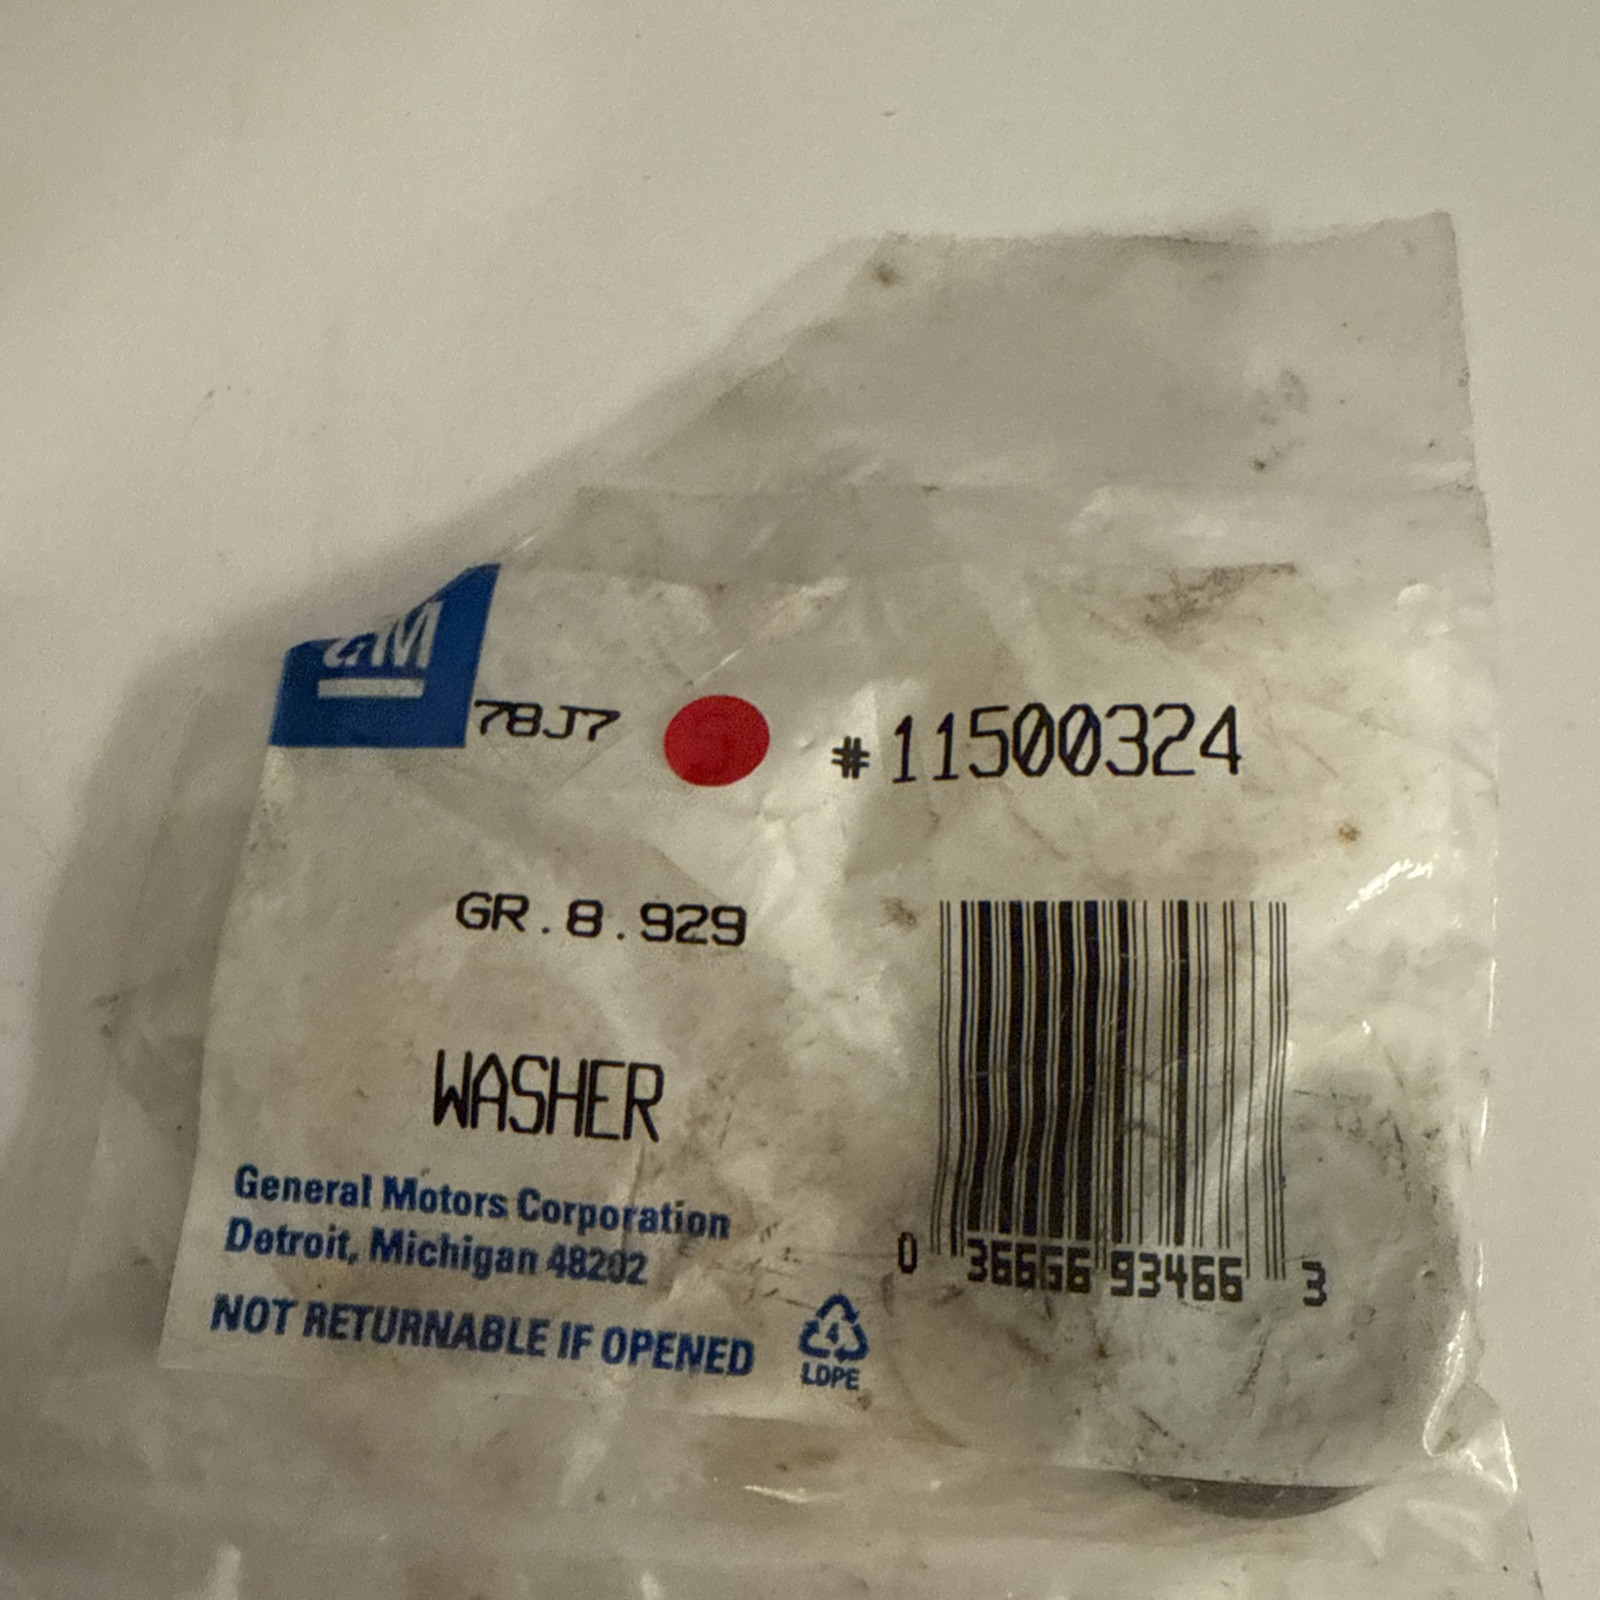 GM
78J7
#11500324
GR.8.929
WASHER
General Motors Corporation
Detroit, Michigan 48202
NOT RETURNABLE IF OPENED
4
LDPE
0 36666 93466 3